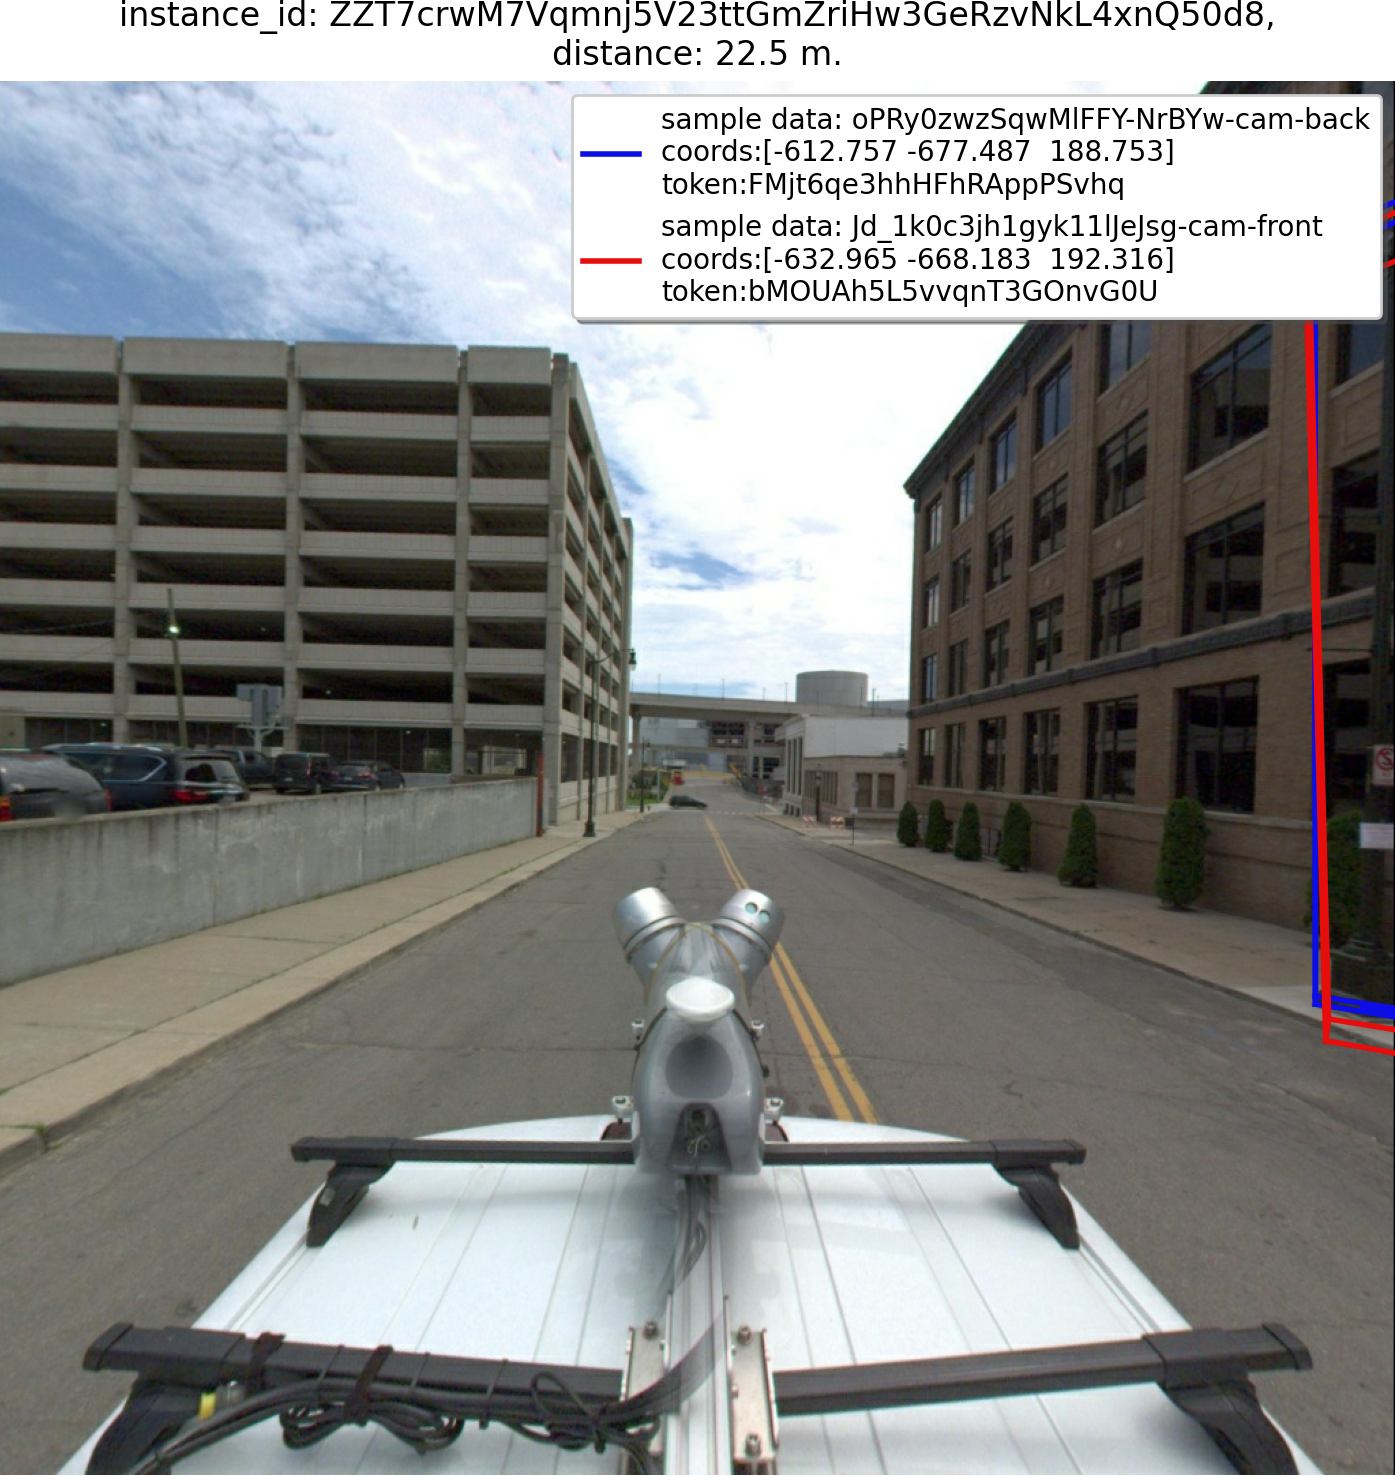 instance_id: ZZT7crwM7Vqmnj5V23ttGmZriHw3GeRzvNkL4xnQ50d8,
distance: 22.5 m.
sample data: oPRy0zwzSqwMlFFY-NrBYw-cam-back
coords:[-612.757 -677.487  188.753]
token:FMjt6qe3hhHFhRAppPSvhq
sample data: Jd_1k0c3jh1gyk11lJeJsg-cam-front
coords:[-632.965 -668.183  192.316]
token:bMOUAh5L5vvqnT3GOnvG0U